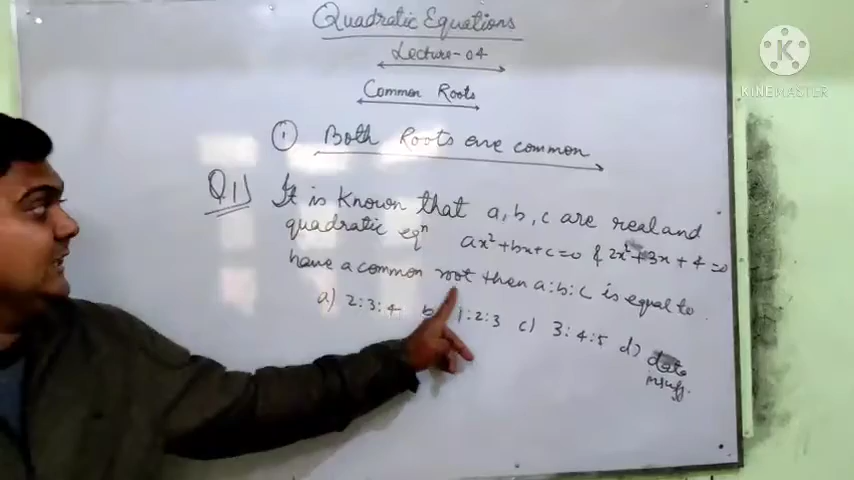 Quadratic Equations
Lecture-04
Common Roots
① Both Roots are common
Q1) It is known that a, b, c are real and
quadratic eqⁿ ax²+bx+c=0 & 2x²+3x+4=0
have a common root then a:b:c is equal to
a) 2:3:4 b) 1:2:3 c) 3:4:5 d) data
insuff.
K
KINEMASTER